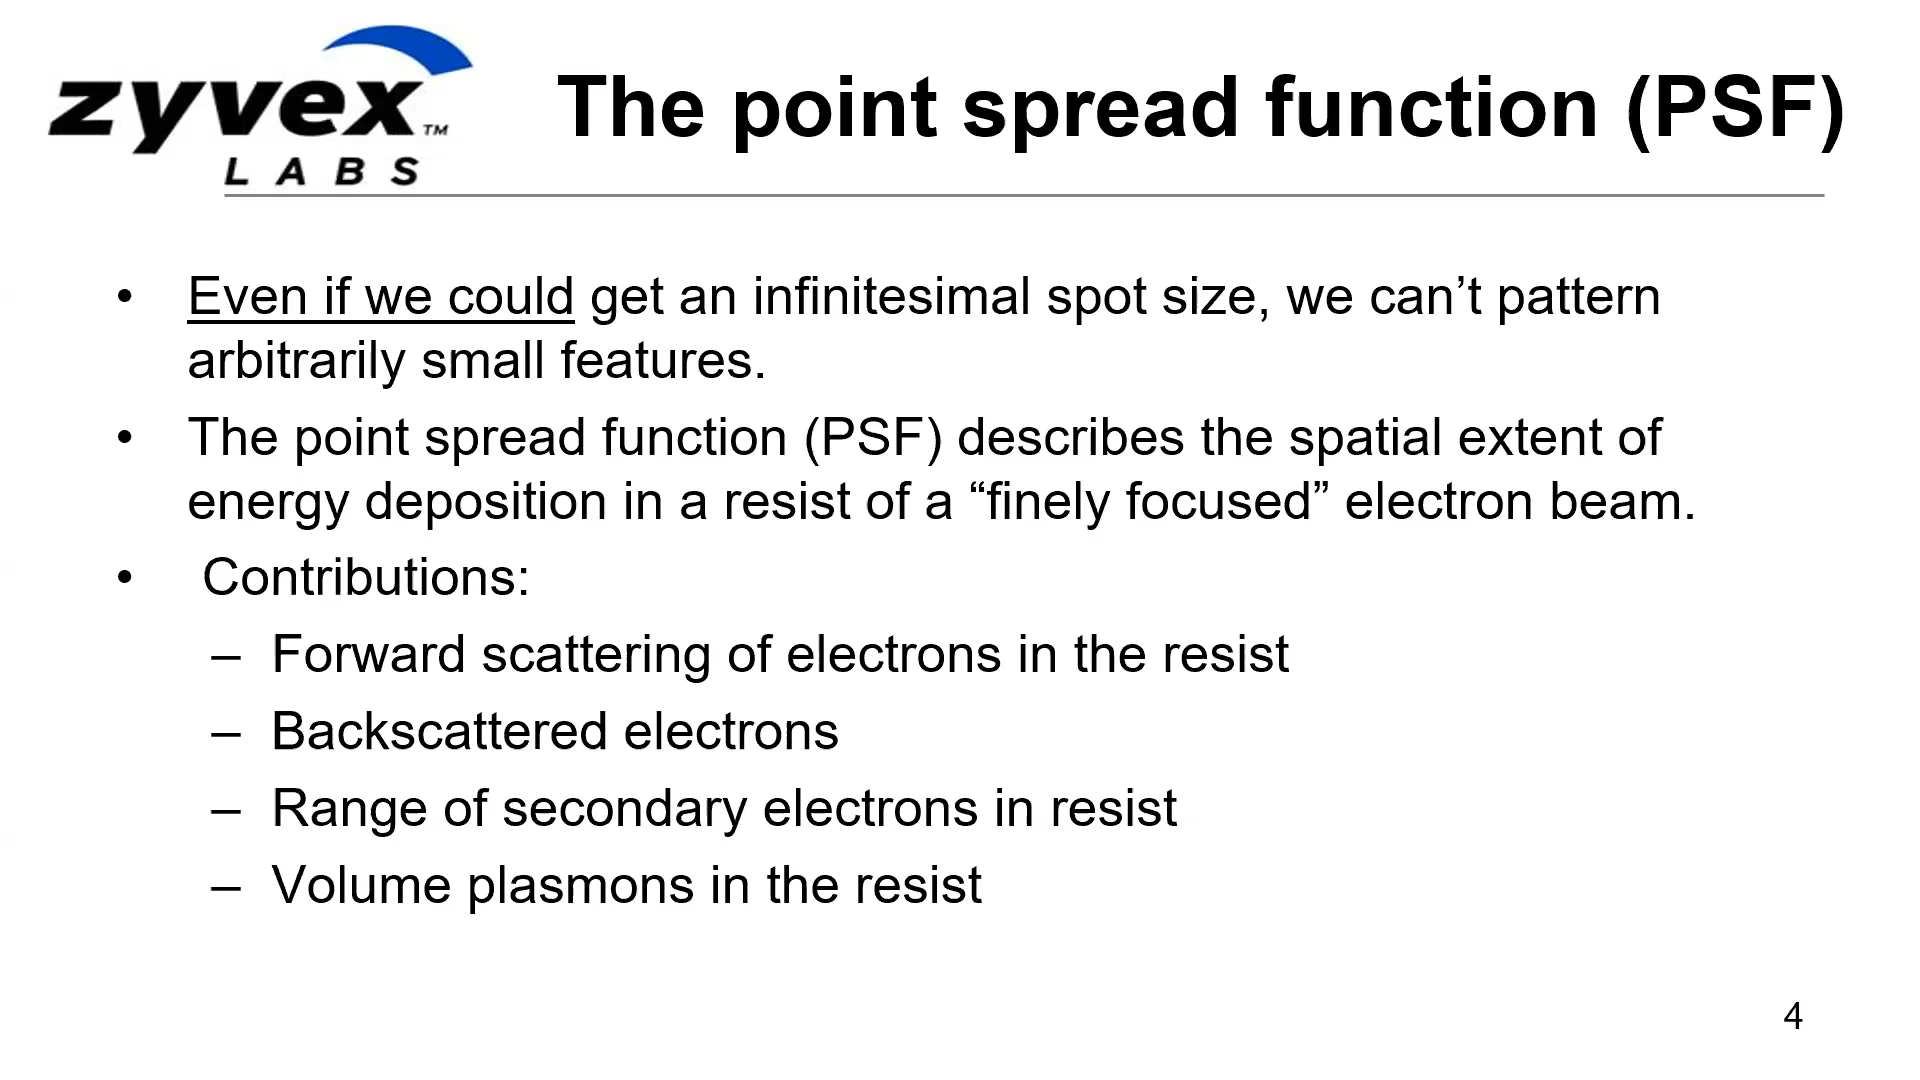 zyvex™
LABS
The point spread function (PSF)
• Even if we could get an infinitesimal spot size, we can’t pattern
arbitrarily small features.
• The point spread function (PSF) describes the spatial extent of
energy deposition in a resist of a “finely focused” electron beam.
• Contributions:
– Forward scattering of electrons in the resist
– Backscattered electrons
– Range of secondary electrons in resist
– Volume plasmons in the resist
4